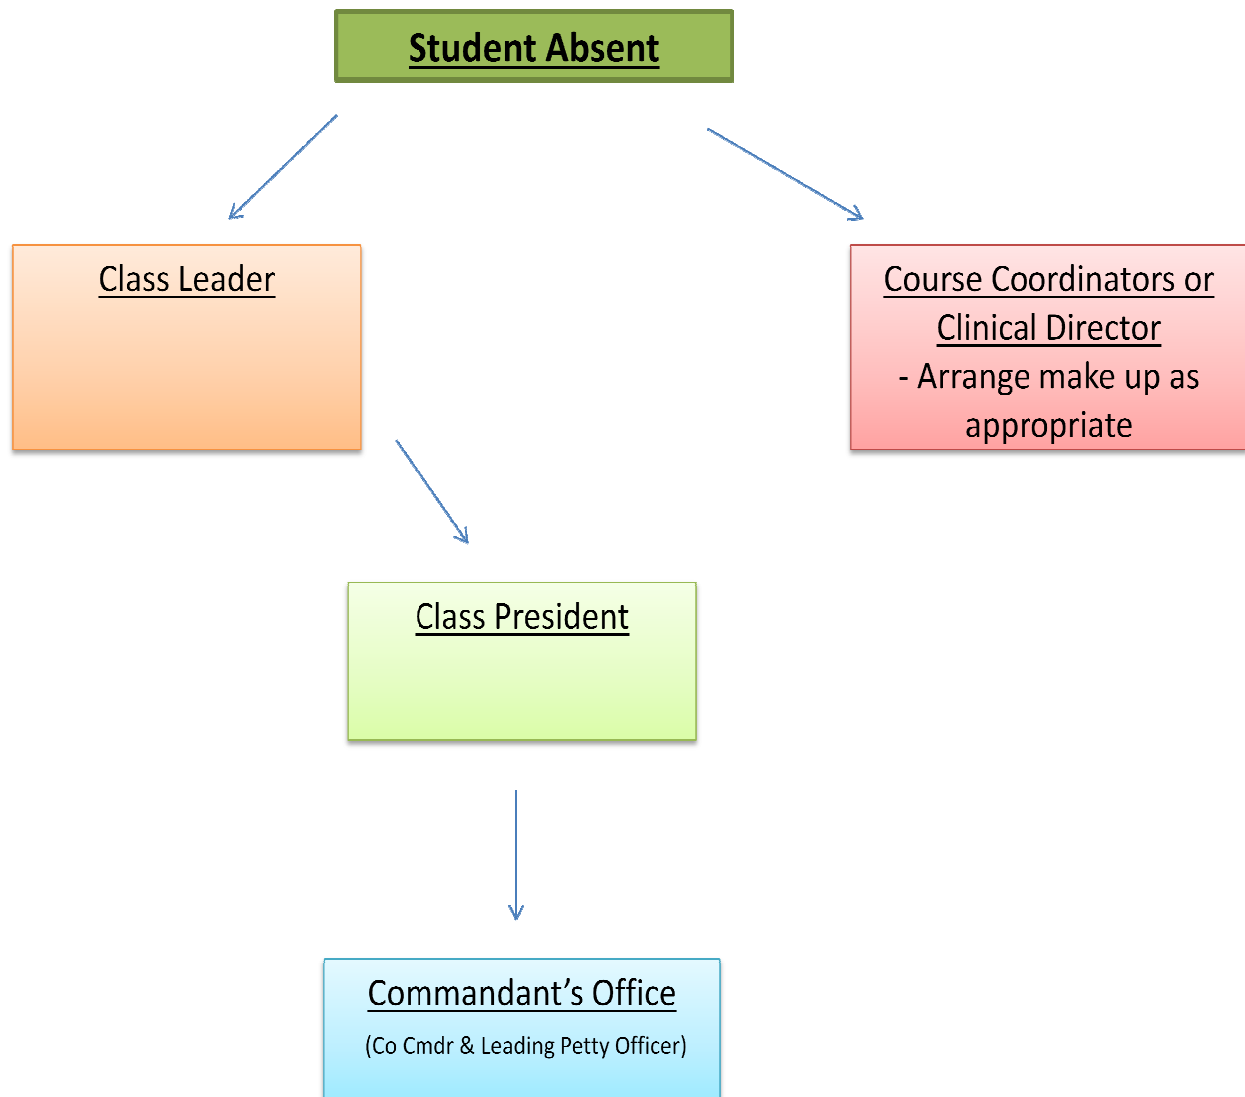 Student Absent
Class Leader
Course Coordinators or
Clinical Director
- Arrange make up as
appropriate
Class President
Commandant’s Office
(Co Cmdr & Leading Petty Officer)